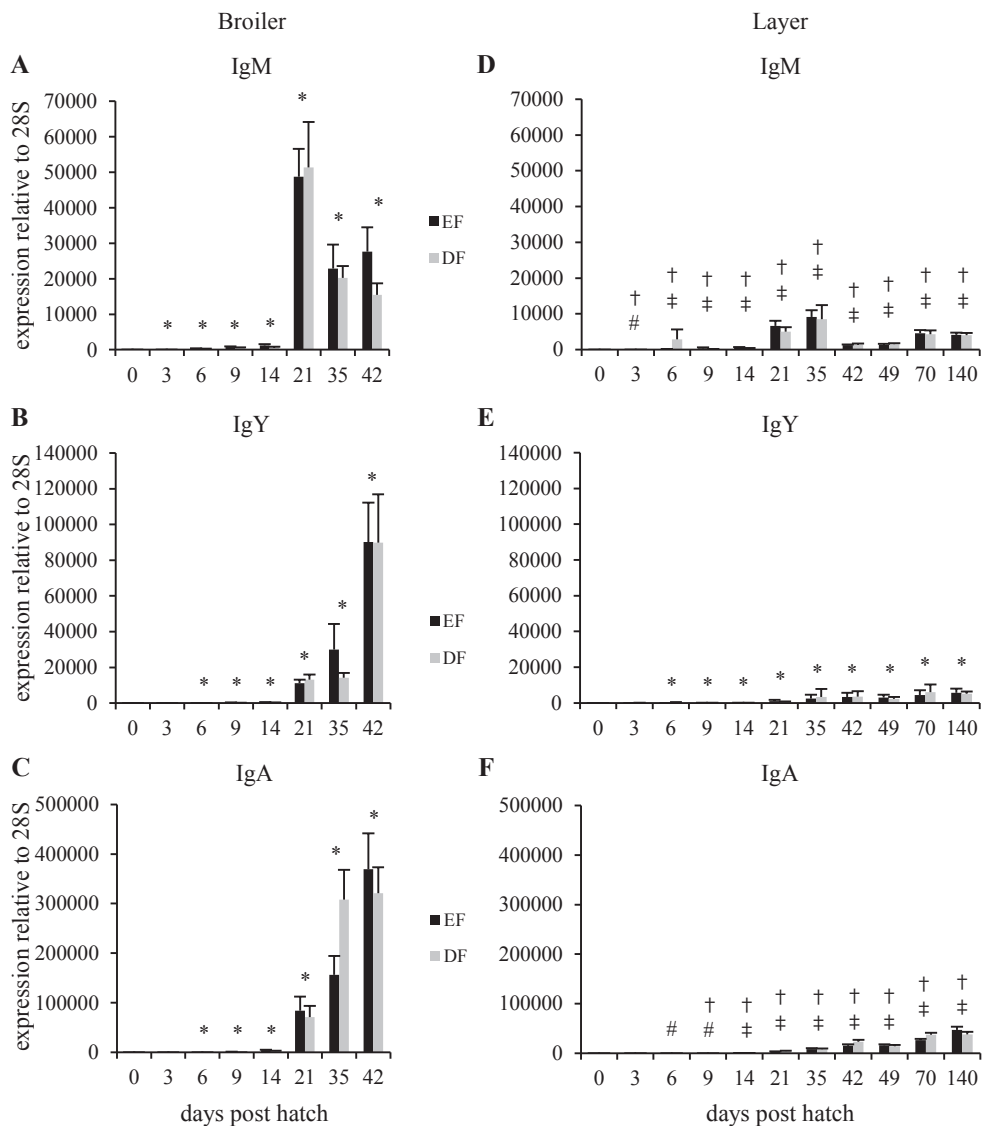 Broiler
Layer
A
IgM
expression relative to 28S
70000
60000
50000
40000
30000
20000
10000
0
* * * * * * *
0 3 6 9 14 21 35 42
EF
DF
D
IgM
70000
60000
50000
40000
30000
20000
10000
0
† † † † † † † † † †
# ‡ ‡ ‡ ‡ ‡ ‡ ‡ ‡ ‡
0 3 6 9 14 21 35 42 49 70 140
B
IgY
expression relative to 28S
140000
120000
100000
80000
60000
40000
20000
0
* * * * * *
0 3 6 9 14 21 35 42
EF
DF
E
IgY
140000
120000
100000
80000
60000
40000
20000
0
* * * * * * * * *
0 3 6 9 14 21 35 42 49 70 140
C
IgA
expression relative to 28S
500000
400000
300000
200000
100000
0
* * * * * *
0 3 6 9 14 21 35 42
days post hatch
EF
DF
F
IgA
500000
400000
300000
200000
100000
0
† † † † † † † †
# # ‡ ‡ ‡ ‡ ‡ ‡ ‡
0 3 6 9 14 21 35 42 49 70 140
days post hatch